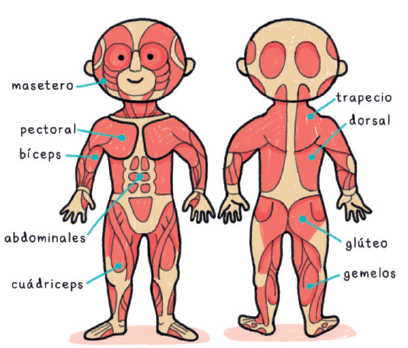 masetero
pectoral
bíceps
abdominales
cuádriceps
trapecio
dorsal
glúteo
gemelos